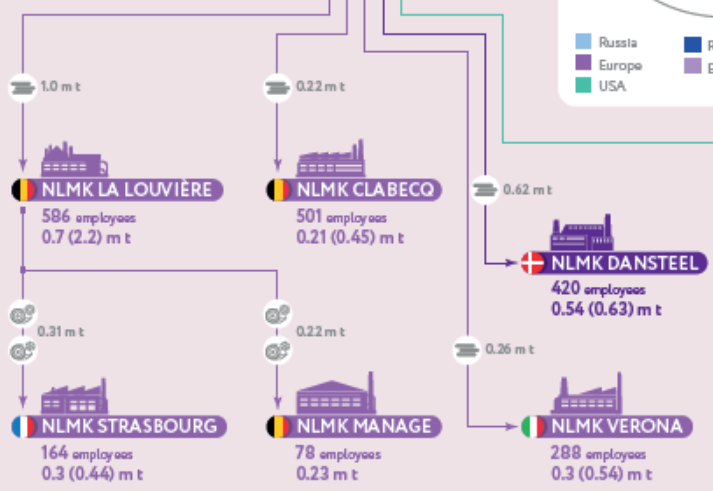 Russia
Europe
USA
1.0 m t
0.22 m t
0.62 m t
NLMK LA LOUVIÈRE
586 employees
0.7 (2.2) m t
NLMK CLABECQ
501 employees
0.21 (0.45) m t
NLMK DANSTEEL
420 employees
0.54 (0.63) m t
0.31 m t
0.22 m t
0.26 m t
NLMK STRASBOURG
164 employees
0.3 (0.44) m t
NLMK MANAGE
78 employees
0.23 m t
NLMK VERONA
288 employees
0.3 (0.54) m t